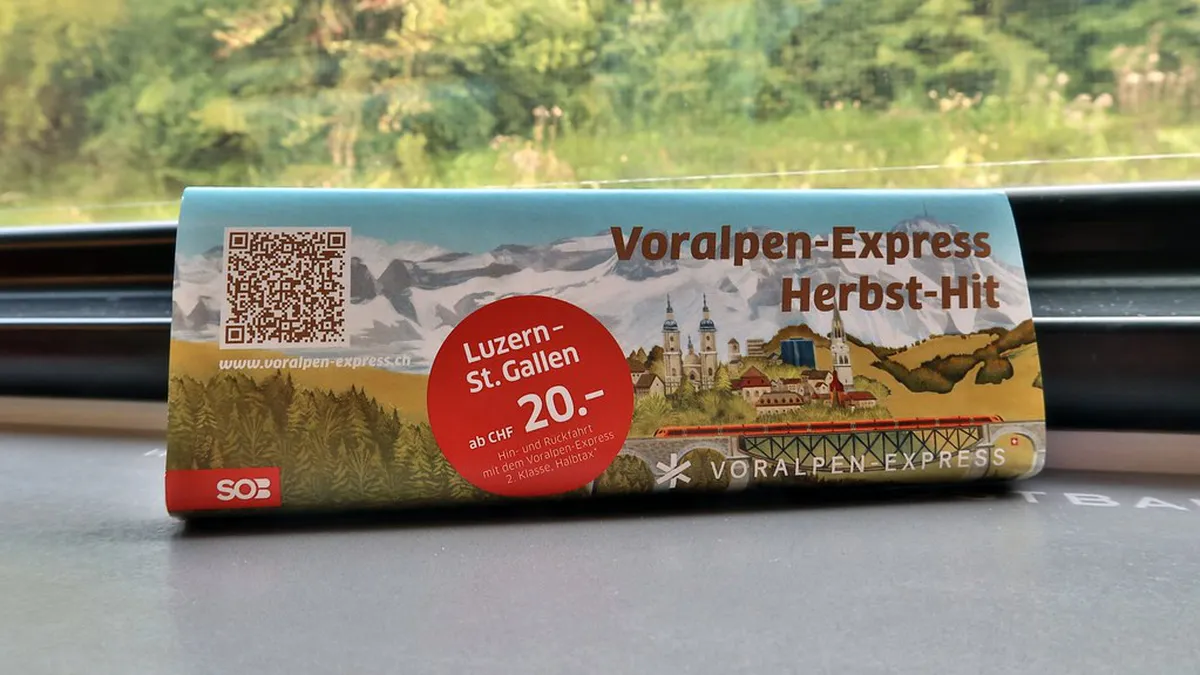 Voralpen-Express
Herbst-Hit
www.voralpen-express.ch
Luzern–
St. Gallen
ab CHF 20.–
Hin- und Rückfahrt
mit dem Voralpen-Express
2. Klasse, Halbtax*
SOB
VORALPEN-EXPRESS
TBA